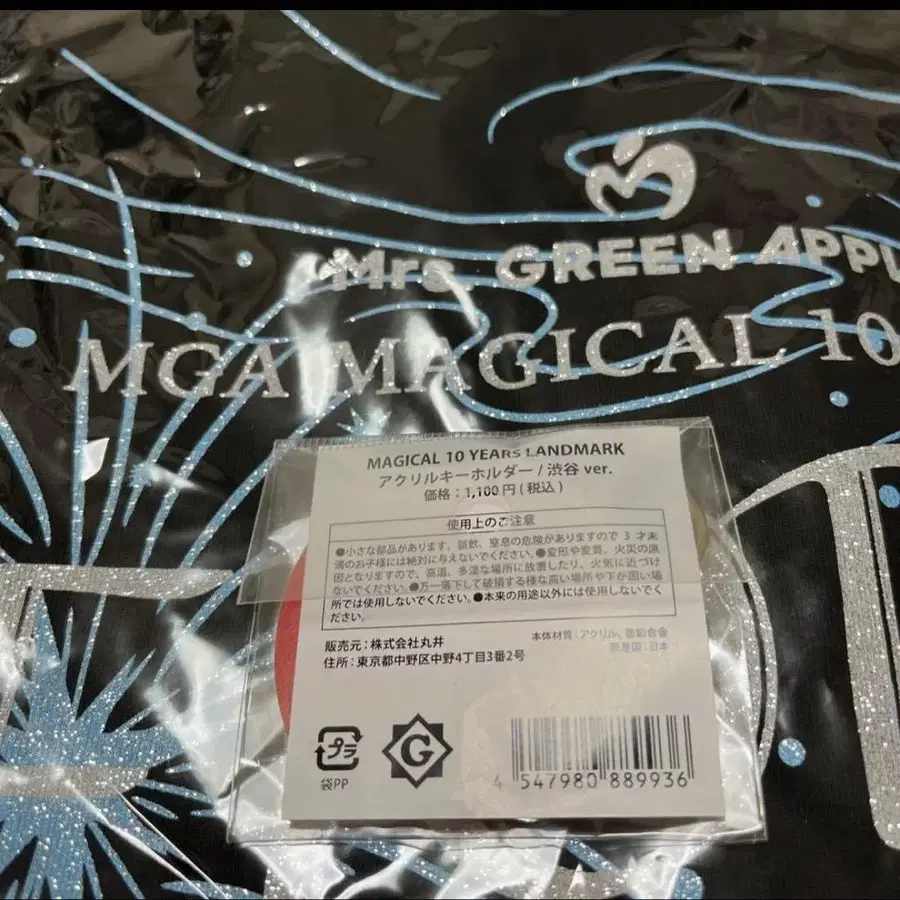 Mrs. GREEN APPL
MGA MAGICAL 10
MAGICAL 10 YEARS LANDMARK
アクリルキーホルダー / 渋谷 ver.
価格：1,100円(税込)
使用上のご注意
●小さな部品があります。誤飲、窒息の危険がありますので 3 才未
満のお子様には絶対に与えないでください。●変形や変質、火災の原
因となりますので、高温、多湿な場所に放置したり、火気に近づけ
ないでください。●万一落下して破損する様な高い場所や下が固い場
所では使用しないでください。●本来の用途以外には使用しないでく
ださい。
販売元：株式会社丸井
住所：東京都中野区中野4丁目3番2号
本体材質：アクリル、亜鉛合金
原産国：日本
プラ
袋PP
G
4 547980 889936